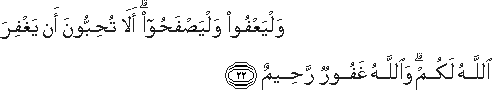 وَلْيَعْفُوا۟ وَلْيَصْفَحُوٓا۟ ۗ أَلَا تُحِبُّونَ أَن يَغْفِرَ
ٱللَّهُ لَكُمْ ۗ وَٱللَّهُ غَفُورٌ رَّحِيمٌ ٢٢